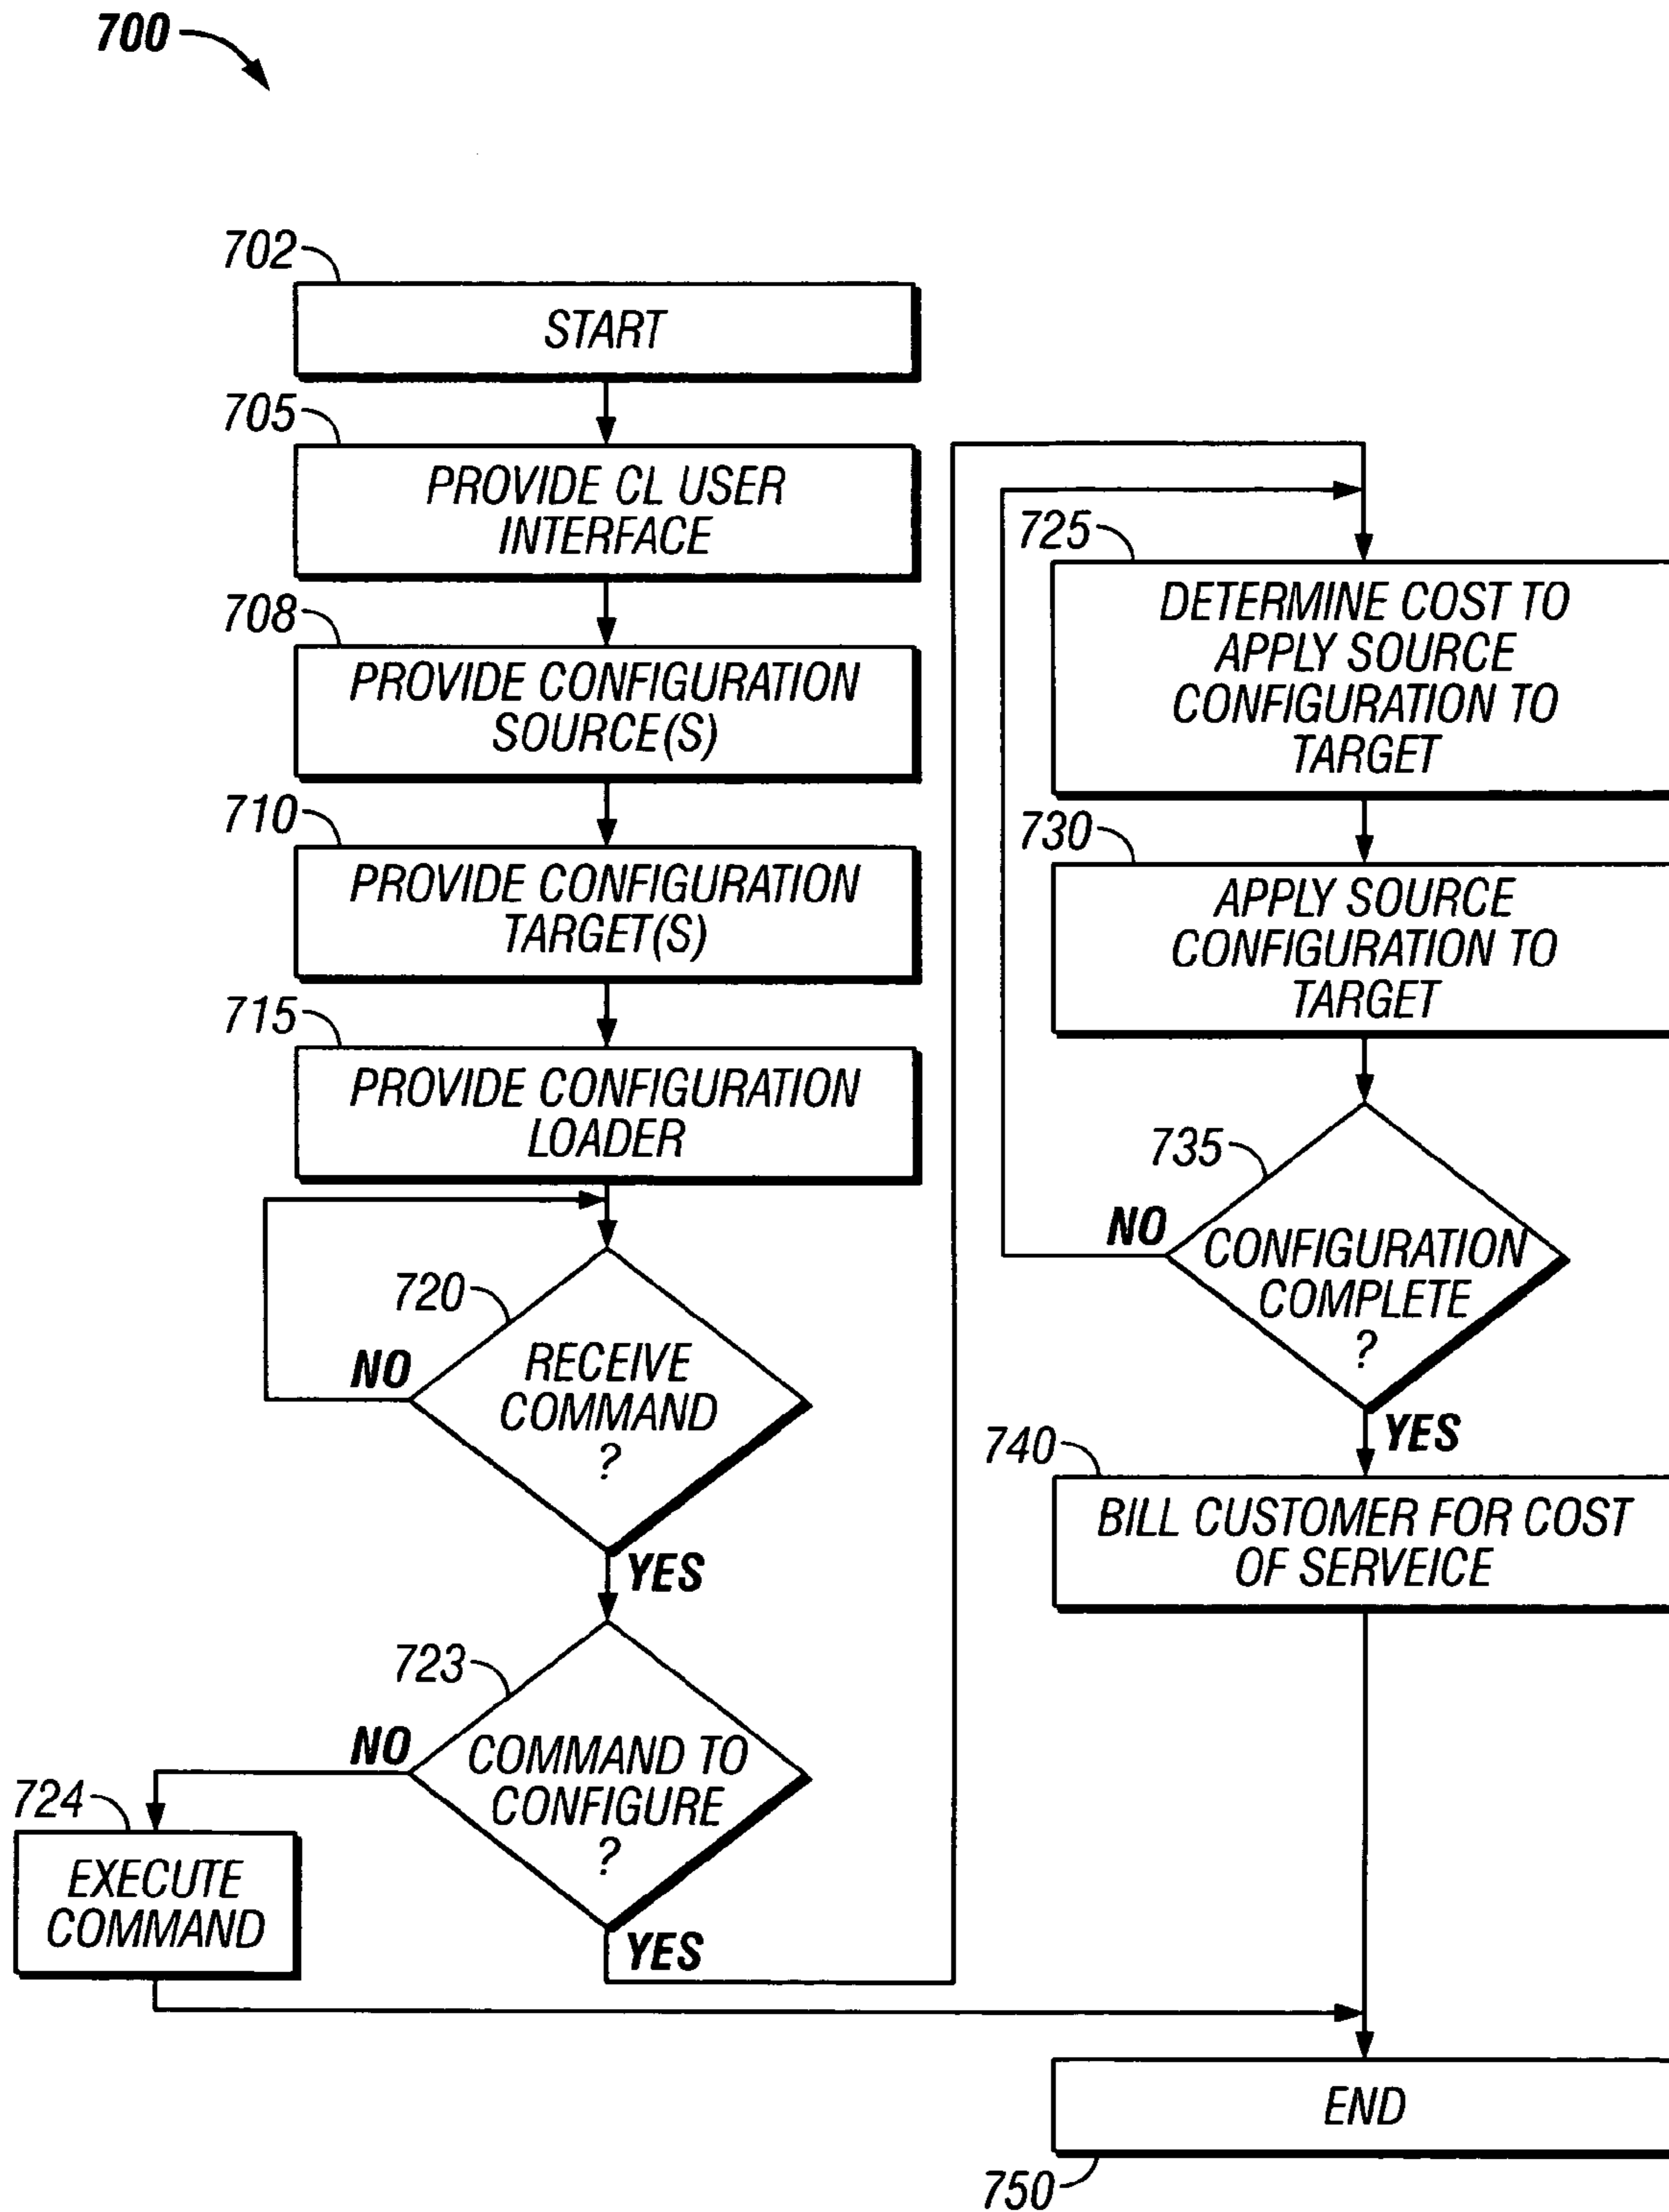 700
702
START
705
PROVIDE CL USER
INTERFACE
708
PROVIDE CONFIGURATION
SOURCE(S)
710
PROVIDE CONFIGURATION
TARGET(S)
715
PROVIDE CONFIGURATION
LOADER
720
NO
RECEIVE
COMMAND
?
YES
723
NO
COMMAND TO
CONFIGURE
?
YES
724
EXECUTE
COMMAND
725
DETERMINE COST TO
APPLY SOURCE
CONFIGURATION TO
TARGET
730
APPLY SOURCE
CONFIGURATION TO
TARGET
735
NO
CONFIGURATION
COMPLETE
?
YES
740
BILL CUSTOMER FOR COST
OF SERVEICE
END
750